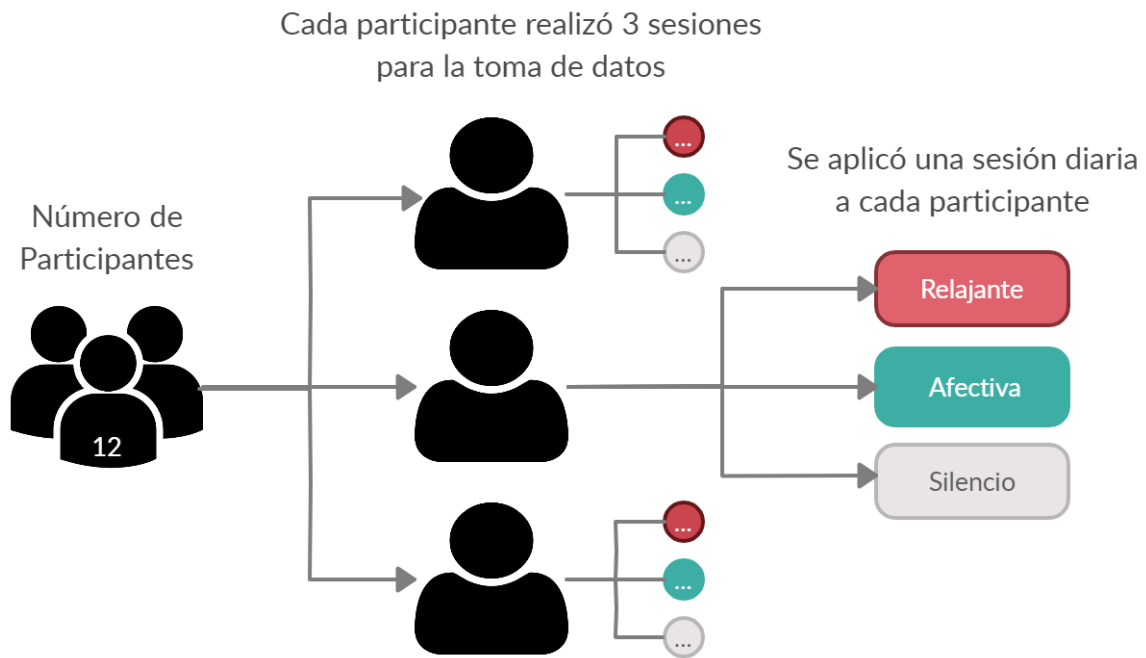 Cada participante realizó 3 sesiones
para la toma de datos
Número de
Participantes
12
...
...
...
Se aplicó una sesión diaria
a cada participante
Relajante
Afectiva
Silencio
...
...
...